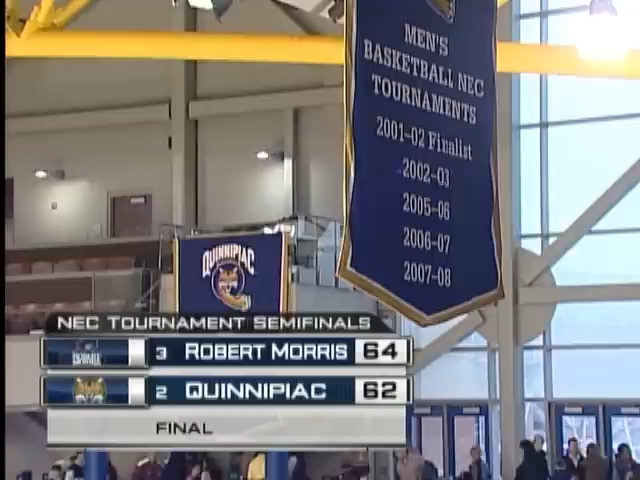 MEN'S
BASKETBALL NEC
TOURNAMENTS
2001-02 Finalist
2002-03
2005-06
2006-07
2007-08
QUINNIPIAC
NEC TOURNAMENT SEMIFINALS
3 ROBERT MORRIS 64
2 QUINNIPIAC 62
FINAL